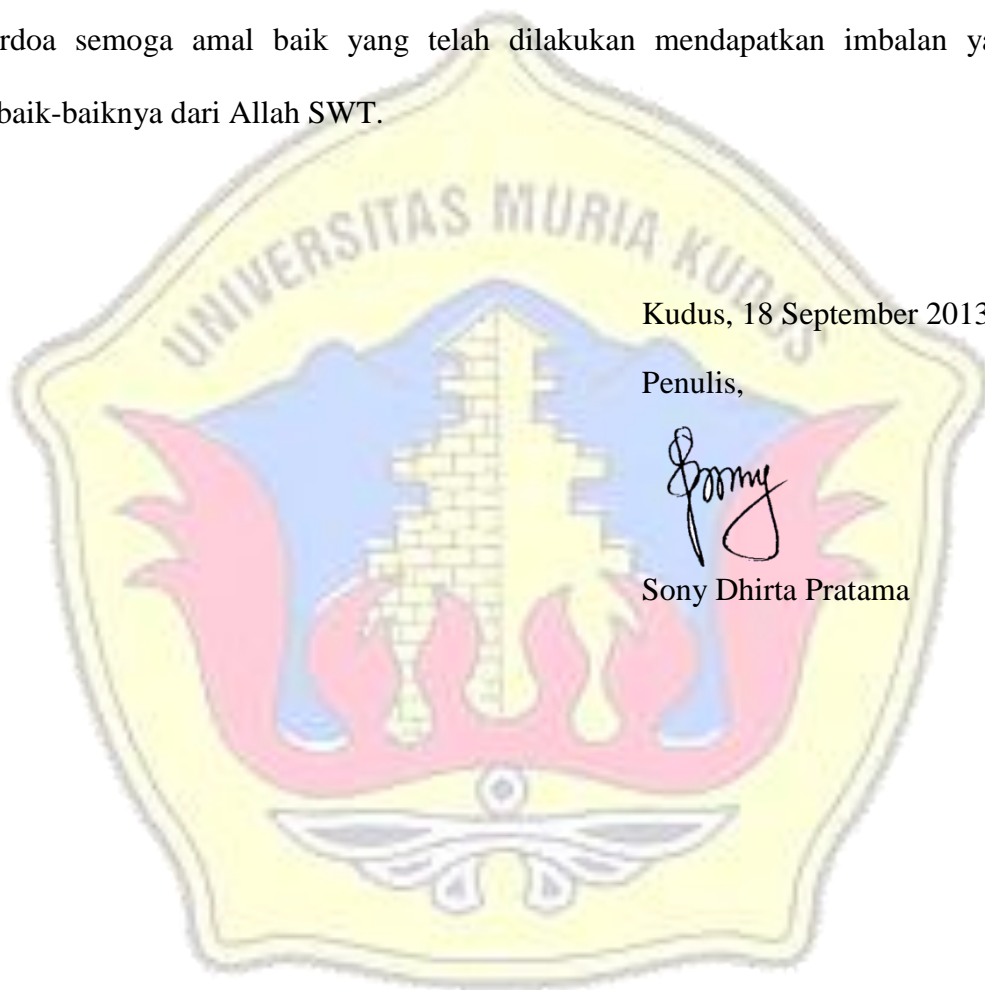 rdoa semoga amal baik yang telah dilakukan mendapatkan imbalan ya
baik-baiknya dari Allah SWT.
UNIVERSITAS MURIA KUDUS
Kudus, 18 September 2013
Penulis,
Sony
Sony Dhirta Pratama